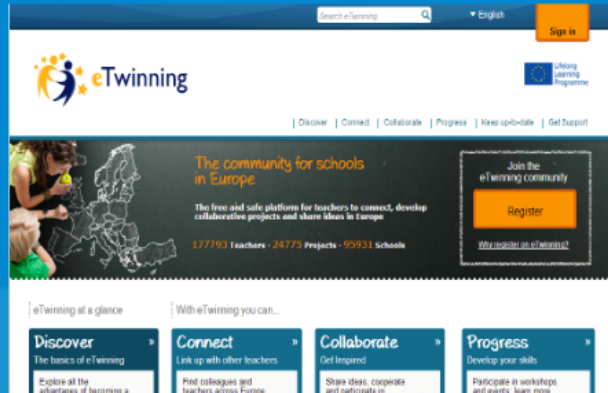 Search eTwinning
English
Sign in
eTwinning
Lifelong
Learning
Programme
| Discover | Connect | Collaborate | Progress | Keep up-to-date | Get Support
The community for schools
in Europe
The free and safe platform for teachers to connect, develop
collaborative projects and share ideas in Europe
177793 Teachers - 24775 Projects - 95931 Schools
Join the
eTwinning community
Register
Why register on eTwinning?
eTwinning at a glance
With eTwinning you can...
Discover »
The basics of eTwinning
Explore all the
advantages of becoming a
Connect »
Link up with other teachers
Find colleagues and
teachers across Europe
Collaborate »
Get Inspired
Share ideas, cooperate
and participate in
Progress »
Develop your skills
Participate in workshops
and events, learn more